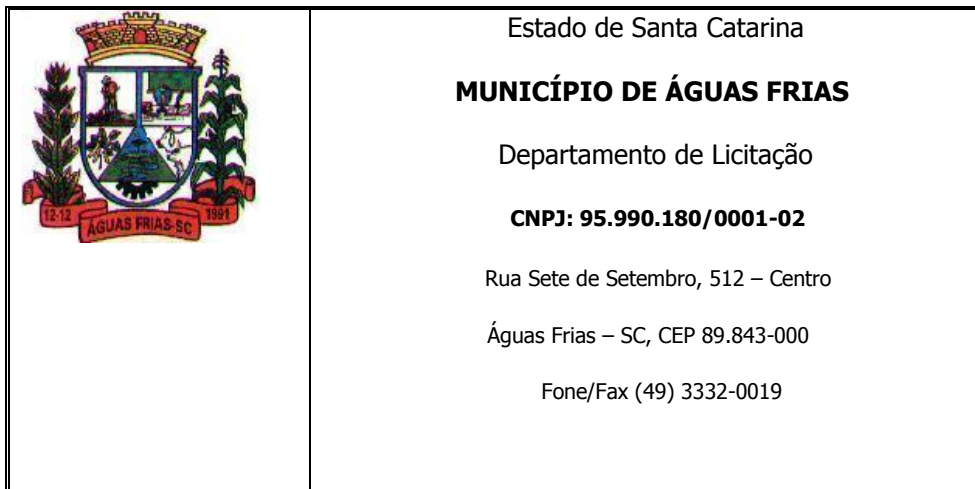 Estado de Santa Catarina
MUNICÍPIO DE ÁGUAS FRIAS
Departamento de Licitação
CNPJ: 95.990.180/0001-02
Rua Sete de Setembro, 512 – Centro
Águas Frias – SC, CEP 89.843-000
Fone/Fax (49) 3332-0019
12-12
ÁGUAS FRIAS-SC
1991